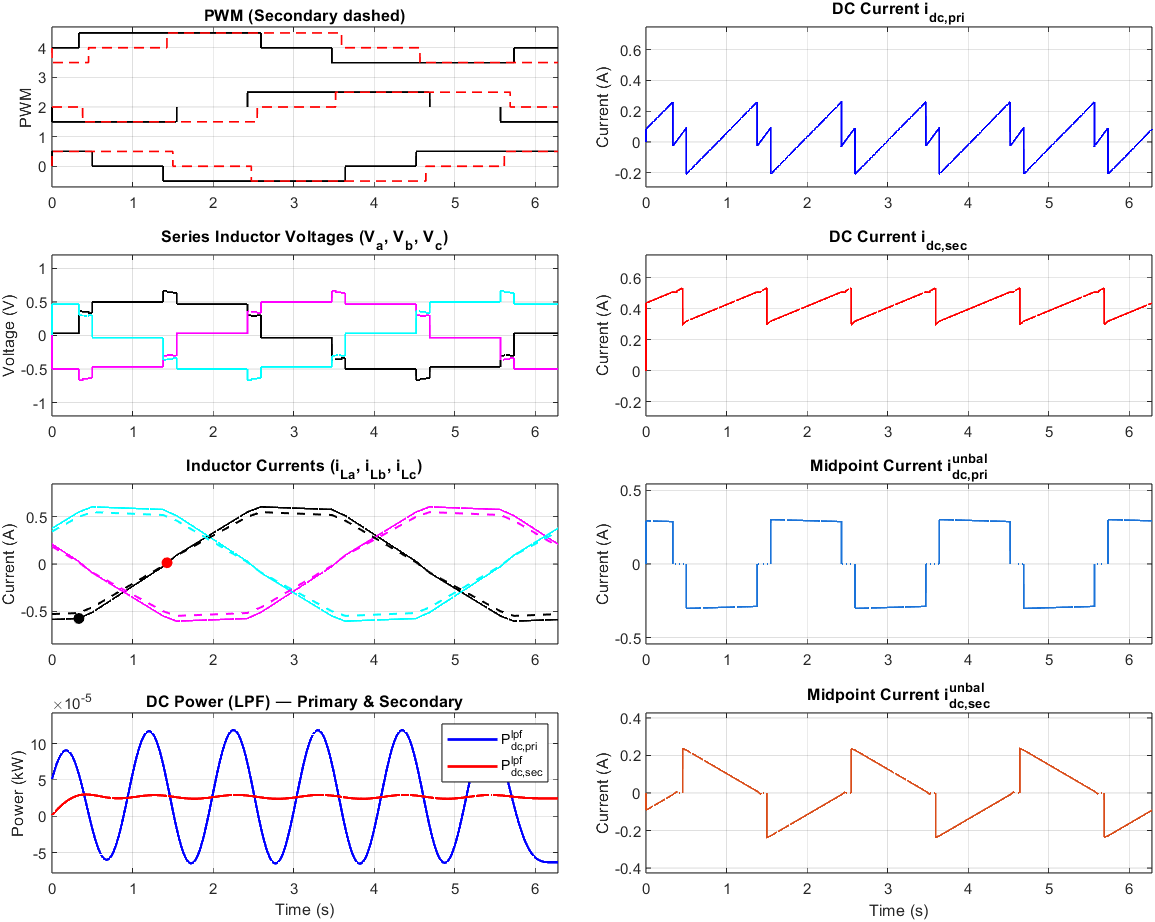 PWM (Secondary dashed)
PWM
4
3
2
1
0
0 1 2 3 4 5 6
DC Current i_dc,pri
Current (A)
0.6
0.4
0.2
0
-0.2
0 1 2 3 4 5 6
Series Inductor Voltages (V_a, V_b, V_c)
Voltage (V)
1
0.5
0
-0.5
-1
0 1 2 3 4 5 6
DC Current i_dc,sec
Current (A)
0.6
0.4
0.2
0
-0.2
0 1 2 3 4 5 6
Inductor Currents (i_La, i_Lb, i_Lc)
Current (A)
0.5
0
-0.5
0 1 2 3 4 5 6
Midpoint Current i_dc,pri^unbal
Current (A)
0.5
0
-0.5
0 1 2 3 4 5 6
DC Power (LPF) — Primary & Secondary
×10^-5
Power (kW)
10
5
0
-5
P_dc,pri^lpf
P_dc,sec^lpf
0 1 2 3 4 5 6
Time (s)
Midpoint Current i_dc,sec^unbal
Current (A)
0.4
0.2
0
-0.2
-0.4
0 1 2 3 4 5 6
Time (s)